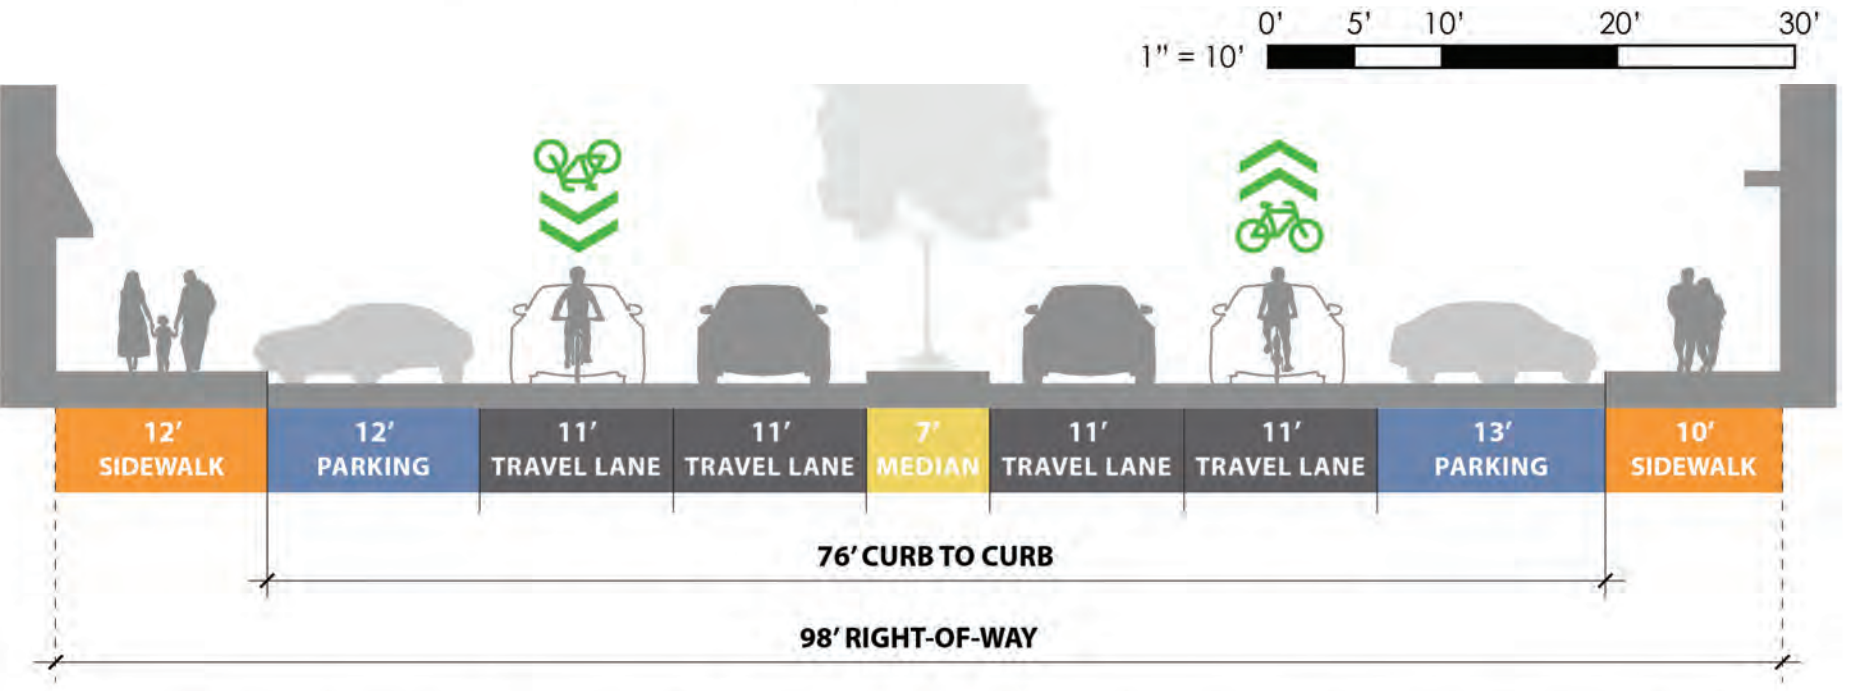 0' 5' 10' 20' 30'
1” = 10'
12’ 12’ 11’ 11’ 7’ 11’ 11’ 13’ 10’
SIDEWALK PARKING TRAVEL LANE TRAVEL LANE MEDIAN TRAVEL LANE TRAVEL LANE PARKING SIDEWALK
76’ CURB TO CURB
98’ RIGHT-OF-WAY